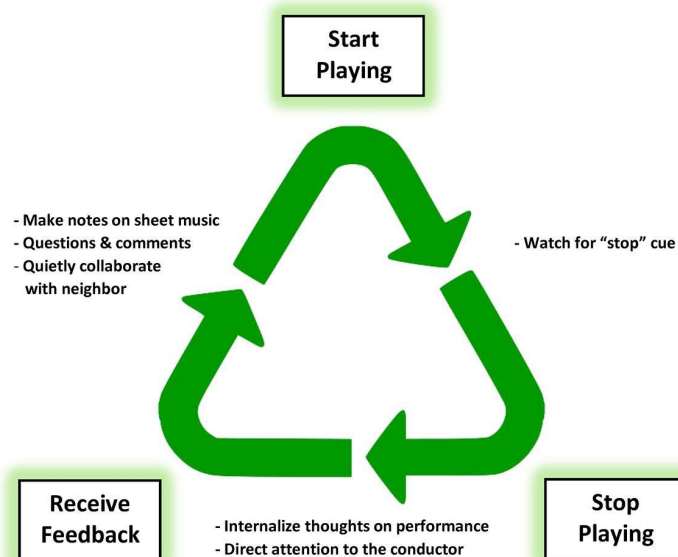 Start
Playing
- Make notes on sheet music
- Questions & comments
- Quietly collaborate
with neighbor
- Watch for “stop” cue
Receive
Feedback
- Internalize thoughts on performance
- Direct attention to the conductor
Stop
Playing